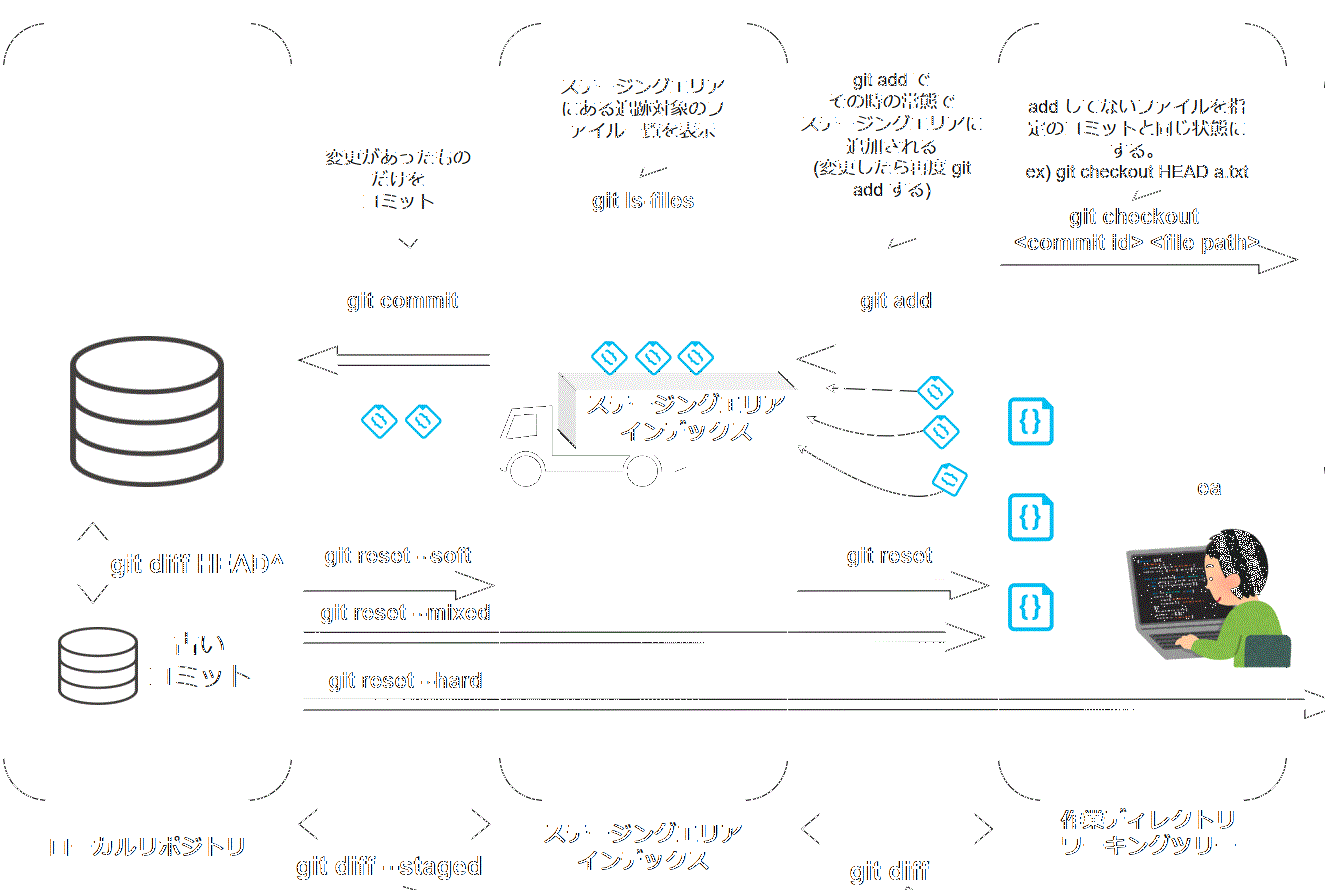 ステージングエリア
にある追跡対象のフ
ァイル一覧を表示
git ls-files
git add で
その時の常態で
ステージングエリアに
追加される
(変更したら再度 git
add する)
add してないファイルを指
定のコミットと同じ状態に
する。
ex) git checkout HEAD a.txt
git checkout
<commit id> <file path>
変更があったもの
だけを
コミット
git commit
git add
ステージングエリア
インデックス
git diff HEAD^
git reset --soft
git reset
git reset --mixed
古い
コミット
git reset --hard
ローカルリポジトリ
ステージングエリア
インデックス
作業ディレクトリ
ワーキングツリー
git diff --staged
git diff